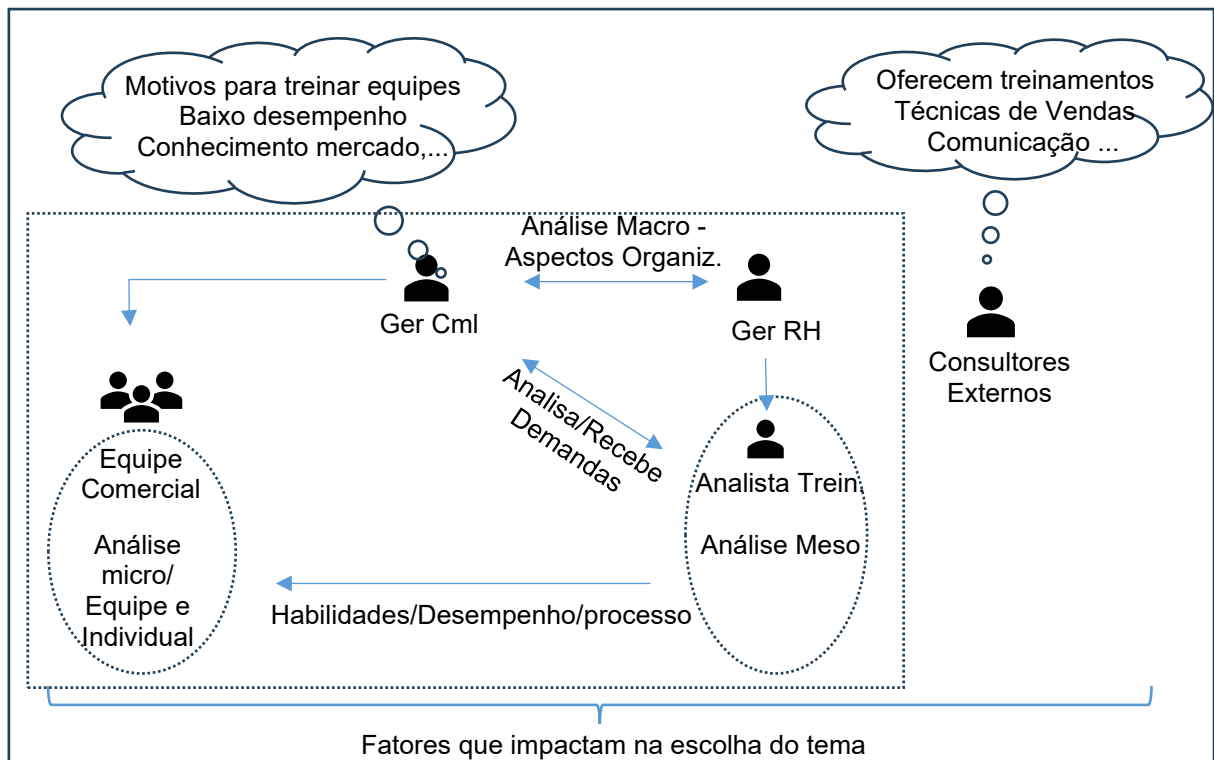 Motivos para treinar equipes
Baixo desempenho
Conhecimento mercado,...
Oferecem treinamentos
Técnicas de Vendas
Comunicação ...
Análise Macro -
Aspectos Organiz.
Ger Cml
Ger RH
Consultores
Externos
Analisa/Recebe
Demandas
Equipe
Comercial
Análise
micro/
Equipe e
Individual
Analista Trein.
Análise Meso
Habilidades/Desempenho/processo
Fatores que impactam na escolha do tema